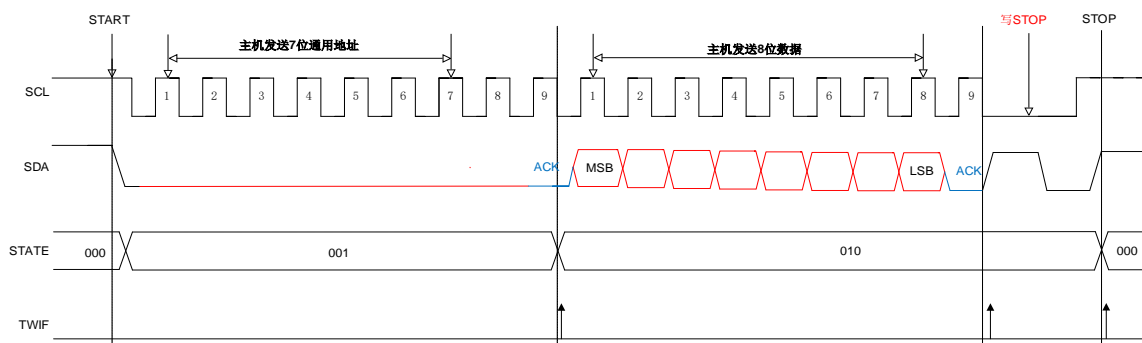 START
写STOP
STOP
主机发送7位通用地址
主机发送8位数据
SCL
1 2 3 4 5 6 7 8 9 1 2 3 4 5 6 7 8 9
SDA
ACK MSB LSB ACK
STATE
000 001 010 000
TWIF